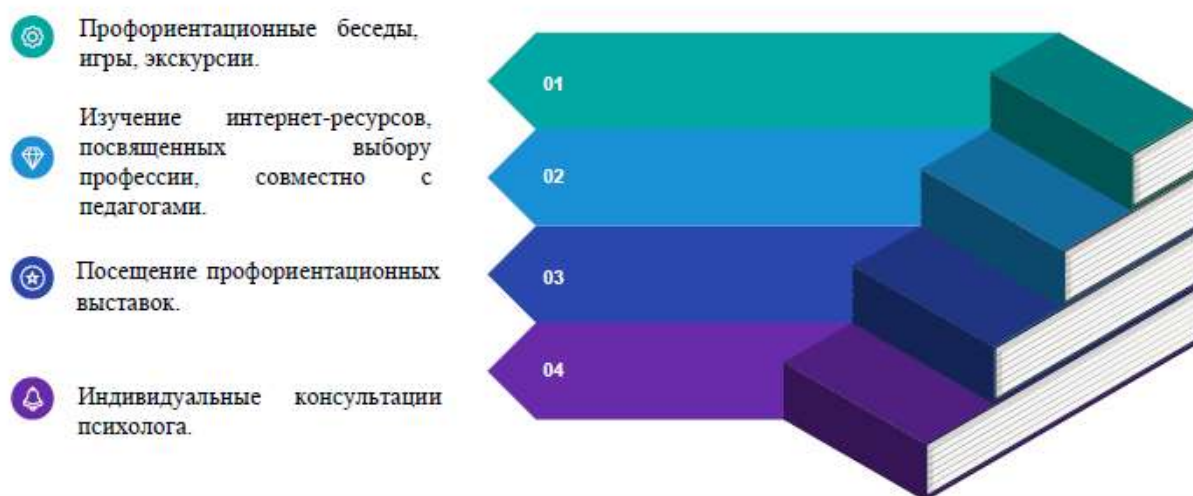 Профориентационные беседы,
игры, экскурсии.
01
Изучение интернет-ресурсов,
посвященных выбору
профессии, совместно с
педагогами.
02
Посещение профориентационных
выставок.
03
Индивидуальные консультации
психолога.
04